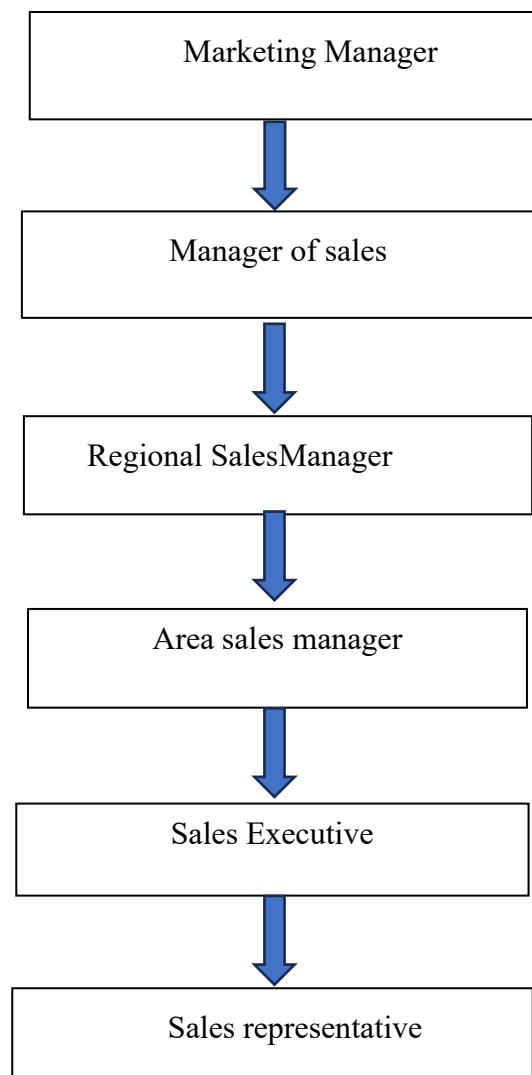 Marketing Manager
Manager of sales
Regional SalesManager
Area sales manager
Sales Executive
Sales representative